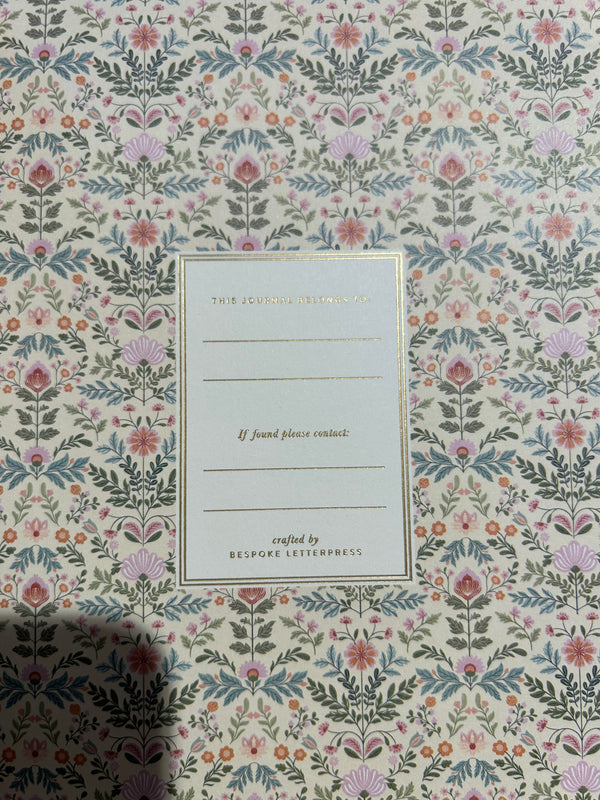 THIS JOURNAL BELONGS TO:
If found please contact:
crafted by
BESPOKE LETTERPRESS